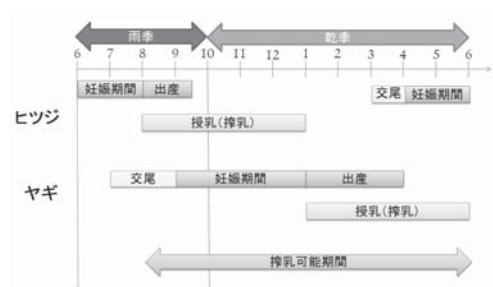 雨季 乾季
6 7 8 9 10 11 12 1 2 3 4 5 6
妊娠期間 出産 交尾 妊娠期間
ヒツジ
授乳(搾乳)
交尾 妊娠期間 出産
ヤギ
授乳(搾乳)
搾乳可能期間